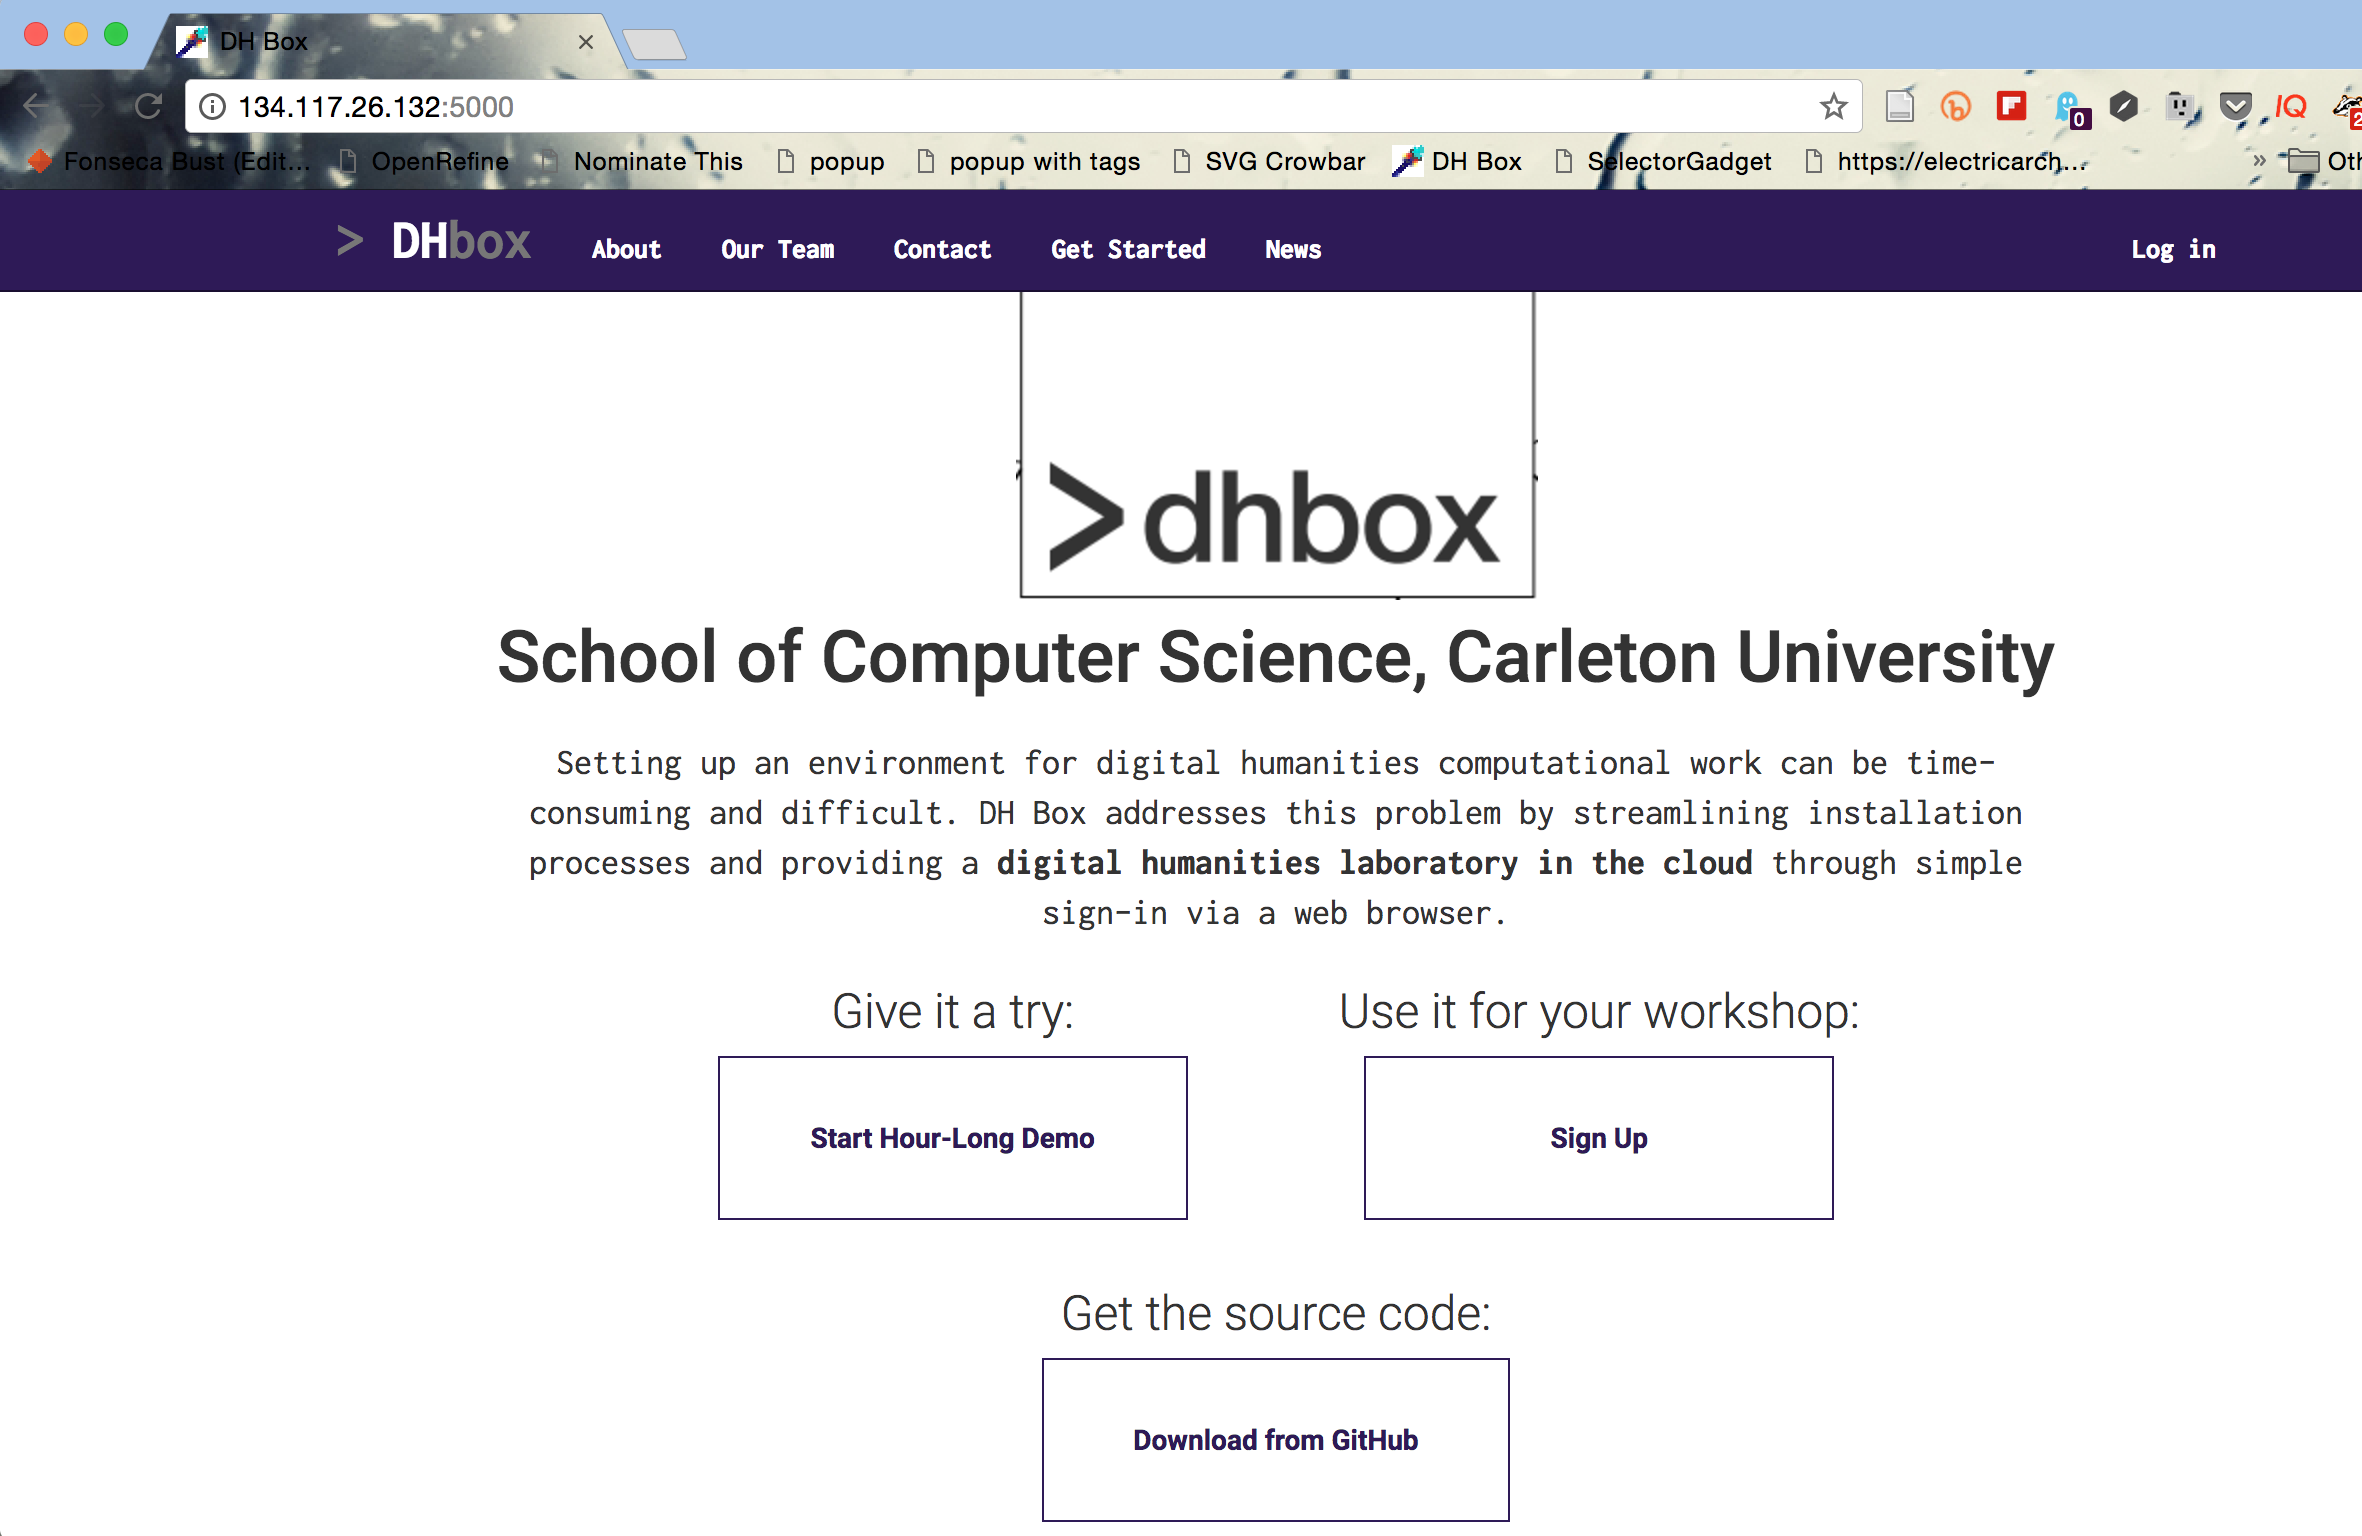 DH Box
134.117.26.132:5000
0
IQ
2
Fonseca Bust (Edit... OpenRefine Nominate This popup popup with tags SVG Crowbar DH Box SelectorGadget https://electricarch... » Oth
> DHbox About Our Team Contact Get Started News Log in
>dhbox
School of Computer Science, Carleton University
Setting up an environment for digital humanities computational work can be time-
consuming and difficult. DH Box addresses this problem by streamlining installation
processes and providing a digital humanities laboratory in the cloud through simple
sign-in via a web browser.
Give it a try: Use it for your workshop:
Start Hour-Long Demo Sign Up
Get the source code:
Download from GitHub